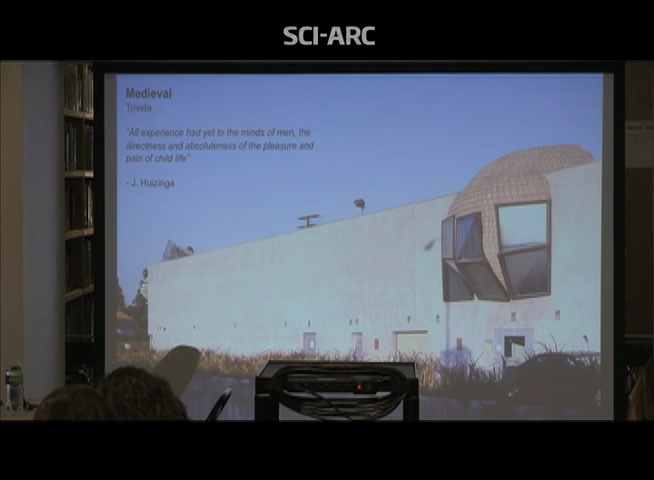 SCI-ARC
Medieval
Trivida
"All experience had yet to the minds of men, the
directness and absoluteness of the pleasure and
pain of child life"
- J. Huizinga